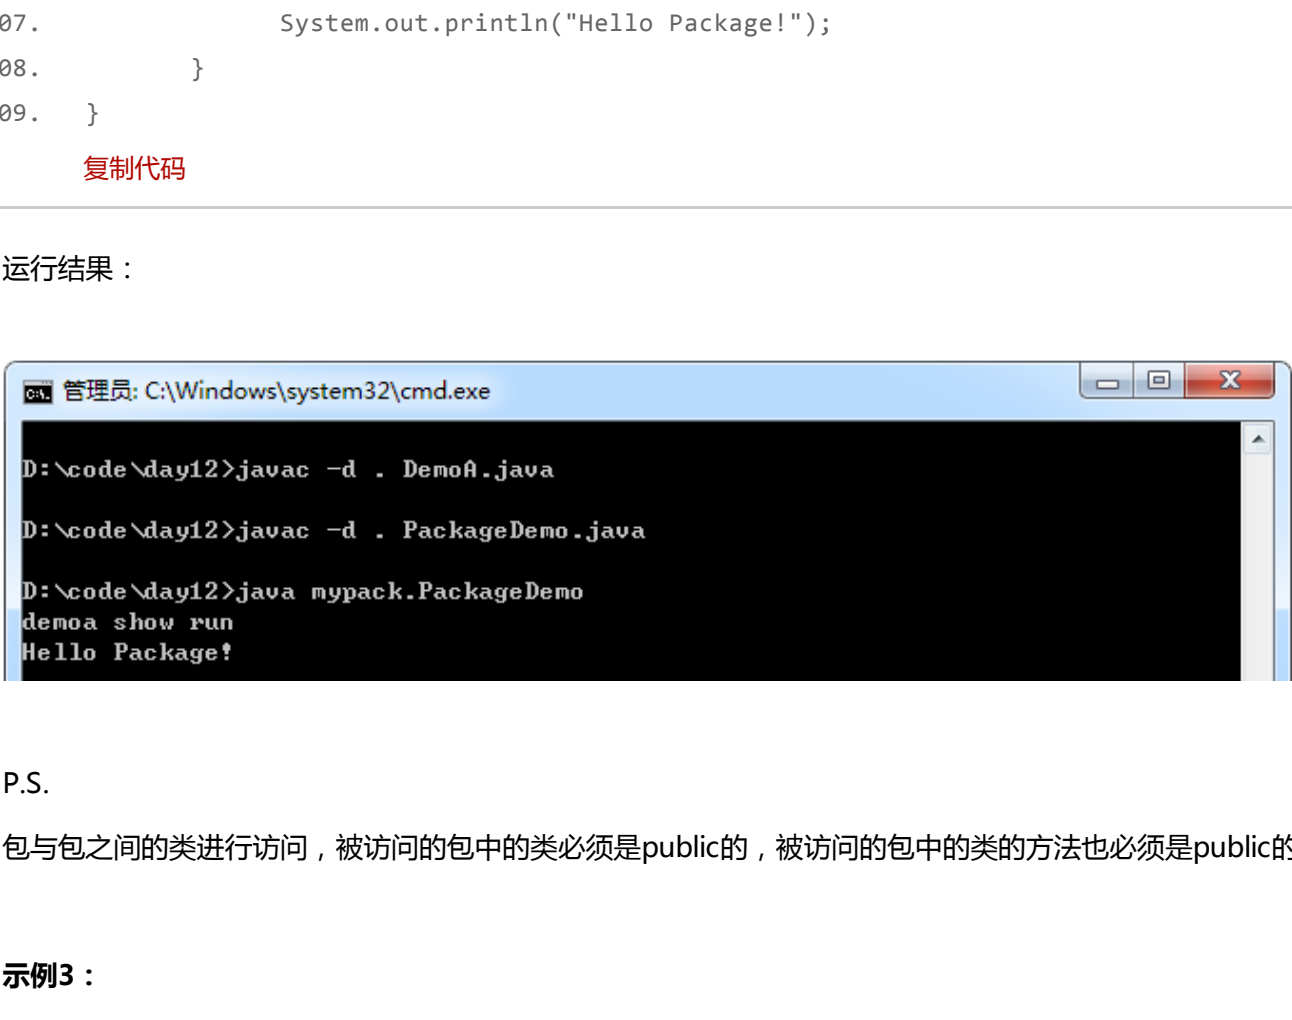 07. System.out.println("Hello Package!");
08. }
09. }
复制代码
运行结果：
管理员: C:\Windows\system32\cmd.exe
D:\code\day12>javac -d . DemoA.java
D:\code\day12>javac -d . PackageDemo.java
D:\code\day12>java mypack.PackageDemo
demoa show run
Hello Package!
P.S.
包与包之间的类进行访问，被访问的包中的类必须是public的，被访问的包中的类的方法也必须是public的
示例3：